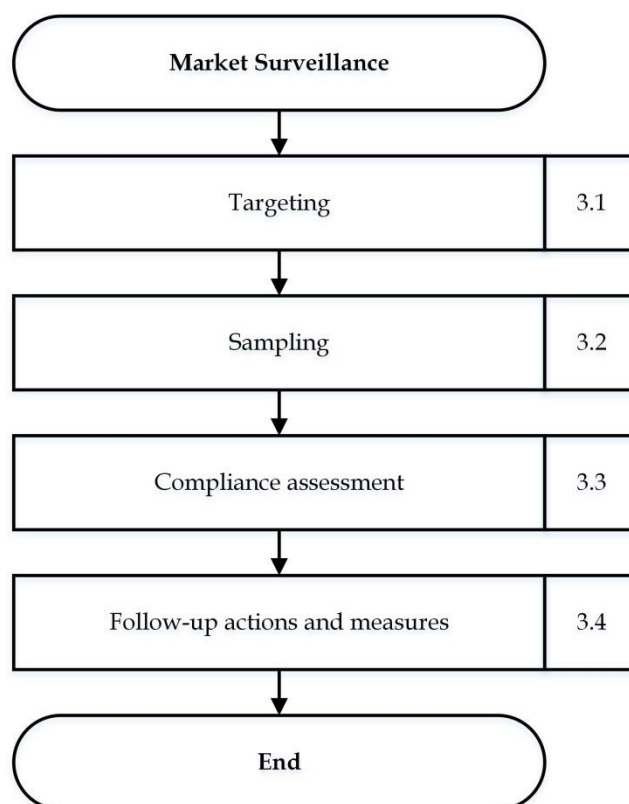 Market Surveillance
Targeting 3.1
Sampling 3.2
Compliance assessment 3.3
Follow-up actions and measures 3.4
End